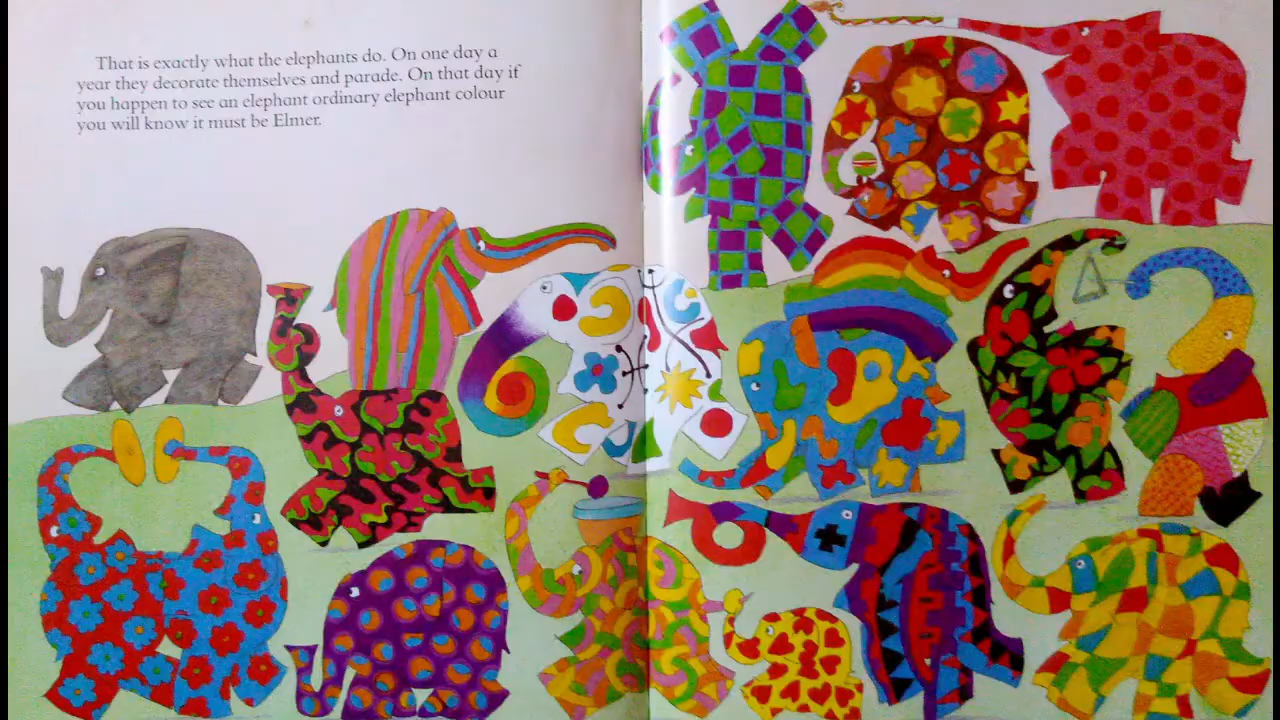 That is exactly what the elephants do. On one day a
year they decorate themselves and parade. On that day if
you happen to see an elephant ordinary elephant colour
you will know it must be Elmer.